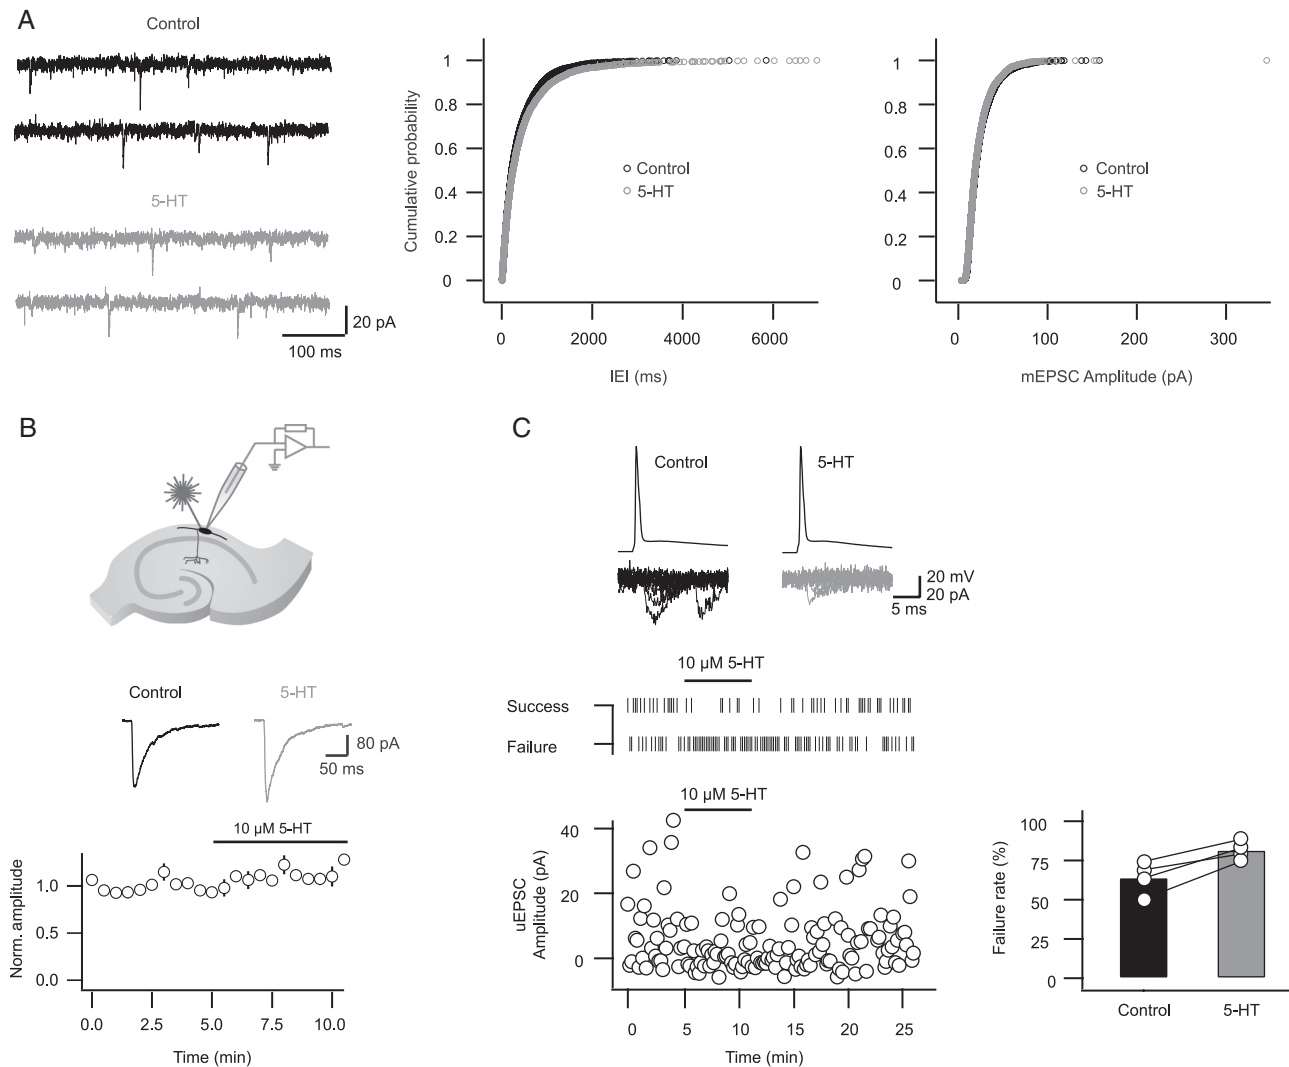 A
Control
5-HT
20 pA
100 ms
Cumulative probability
1
0.8
0.6
0.4
0.2
0
Control
5-HT
0 2000 4000 6000
IEI (ms)
1
0.8
0.6
0.4
0.2
0
Control
5-HT
0 100 200 300
mEPSC Amplitude (pA)
B
Control
5-HT
80 pA
50 ms
10 µM 5-HT
Norm. amplitude
1.0
0.5
0.0
0.0 2.5 5.0 7.5 10.0
Time (min)
C
Control
5-HT
20 mV
20 pA
5 ms
10 µM 5-HT
Success
Failure
10 µM 5-HT
uEPSC
Amplitude (pA)
40
20
0
0 5 10 15 20 25
Time (min)
Failure rate (%)
100
75
50
25
0
Control 5-HT